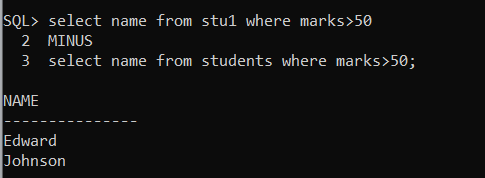 SQL> select name from stu1 where marks>50
  2  MINUS
  3  select name from students where marks>50;
NAME
---------------
Edward
Johnson